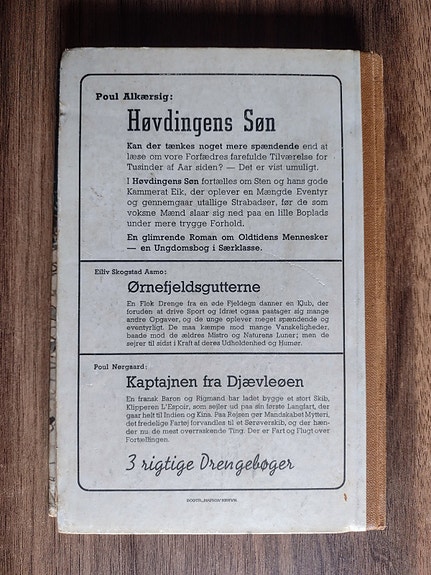 Poul Alkærsig:
Høvdingens Søn
Kan der tænkes noget mere spændende end at
læse om vore Forfædres farefulde Tilværelse for
Tusinder af Aar siden? — Det er vist umuligt.
I Høvdingens Søn fortælles om Sten og hans gode
Kammerat Eik, der oplever en Mængde Eventyr
og gennemgaar utallige Strabadser, før de som
voksne Mænd slaar sig ned paa en lille Boplads
under mere trygge Forhold.
En glimrende Roman om Oldtidens Mennesker
— en Ungdomsbog i Særklasse.
Eiliv Skogstad Aamo:
Ørnefjeldsgutterne
En Flok Drenge fra en øde Fjeldegn danner en Klub, der
foruden at drive Sport og Idræt ogsaa paatager sig mange
andre Opgaver, og de unge oplever meget spændende og
eventyrligt. De maa kæmpe mod mange Vanskeligheder,
baade mod de ældres Mistro og Naturens Luner; men de
sejrer til sidst i Kraft af deres Udholdenhed og Humør.
Poul Nørgaard:
Kaptajnen fra Djævleøen
En fransk Baron og Rigmand har ladet bygge et stort Skib,
Klipperen L'Espoir, som sejler ud paa sin første Langfart, der
gaar helt til Indien og Kina. Paa Rejsen gør Mandskabet Mytteri,
det fredelige Fartøj forvandles til et Sørøverskib, og der hæn-
der nu de mest overraskende Ting. Der er Fart og Flugt over
Fortællingen.
3 rigtige Drengebøger